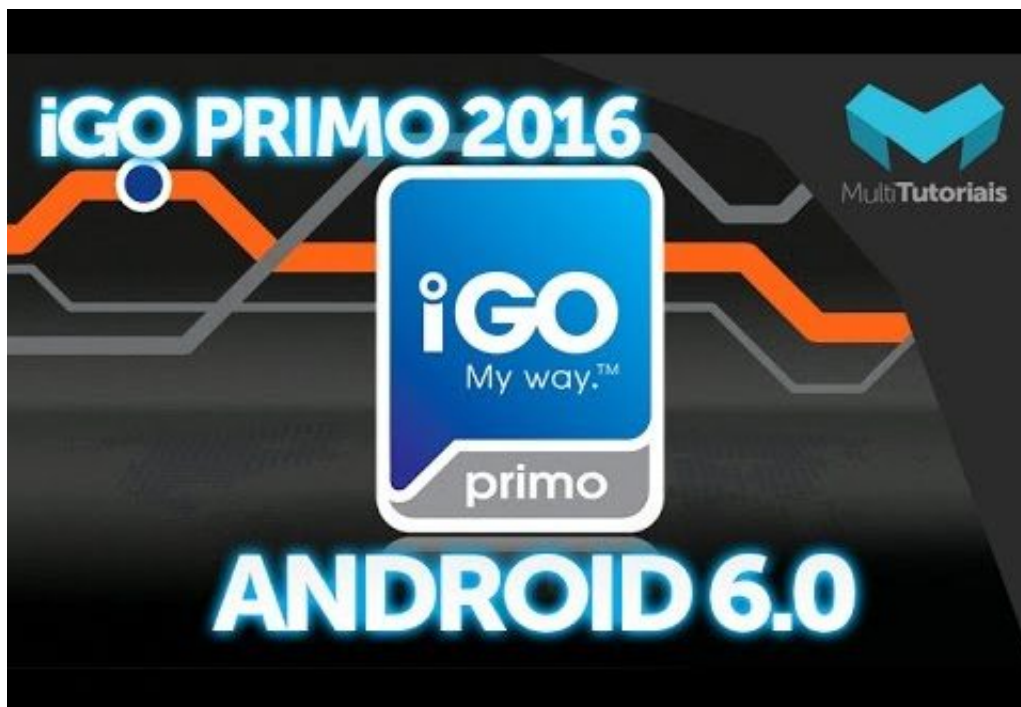 iGO PRIMO 2016
MultiTutoriais
iGO
My way.™
primo
ANDROID 6.0